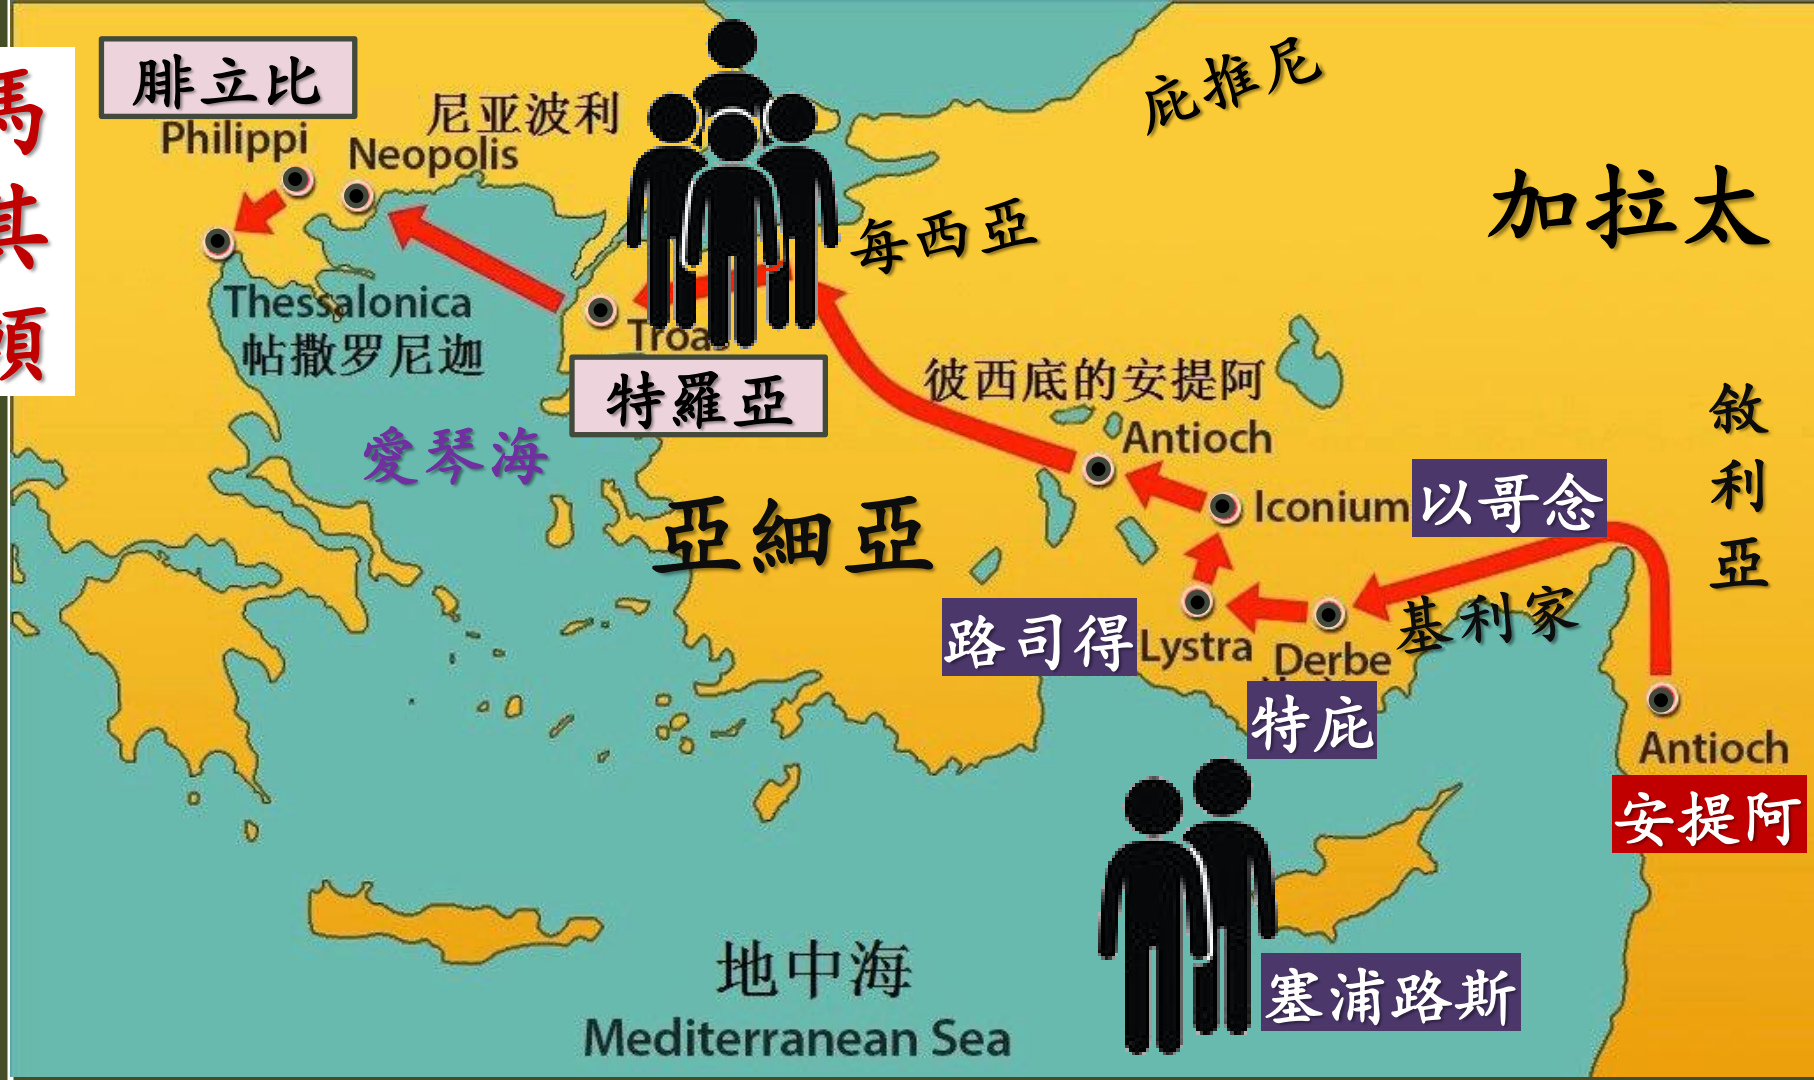 馬其頓
腓立比
Philippi
尼亚波利
Neopolis
Thessalonica
帖撒罗尼迦
愛琴海
Troas
特羅亞
每西亞
庇推尼
加拉太
彼西底的安提阿
Antioch
Iconium
以哥念
敘利亞
亞細亞
路司得
Lystra
Derbe
特庇
基利家
Antioch
安提阿
塞浦路斯
地中海
Mediterranean Sea